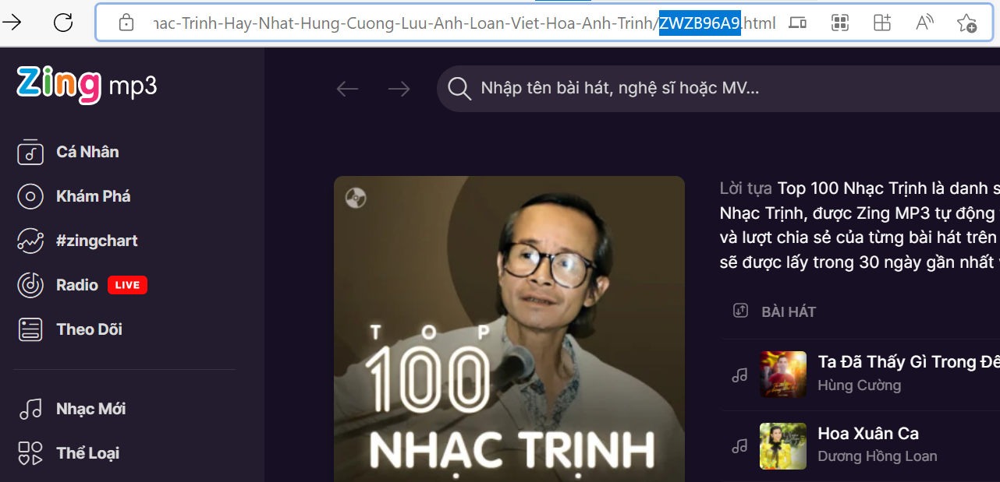 nac-Trinh-Hay-Nhat-Hung-Cuong-Luu-Anh-Loan-Viet-Hoa-Anh-Trinh/ZWZB96A9.html
Zing mp3
Nhập tên bài hát, nghệ sĩ hoặc MV...
Cá Nhân
Khám Phá
#zingchart
Radio LIVE
Theo Dõi
Nhạc Mới
Thể Loại
TOP
100
NHẠC TRỊNH
Lời tựa Top 100 Nhạc Trịnh là danh s
Nhạc Trịnh, được Zing MP3 tự động
và lượt chia sẻ của từng bài hát trên
sẽ được lấy trong 30 ngày gần nhất
BÀI HÁT
Ta Đã Thấy Gì Trong Đê
Hùng Cường
Hoa Xuân Ca
Dương Hồng Loan